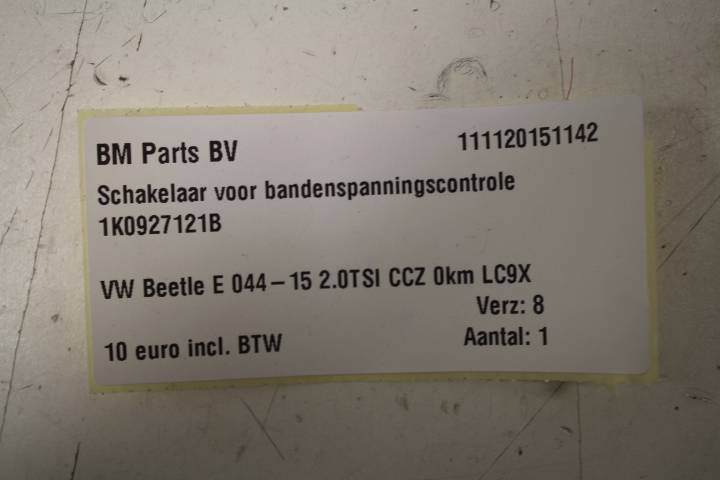 BM Parts BV 111120151142
Schakelaar voor bandenspanningscontrole
1K0927121B
VW Beetle E 044-15 2.0TSI CCZ 0km LC9X
Verz: 8
10 euro incl. BTW Aantal: 1